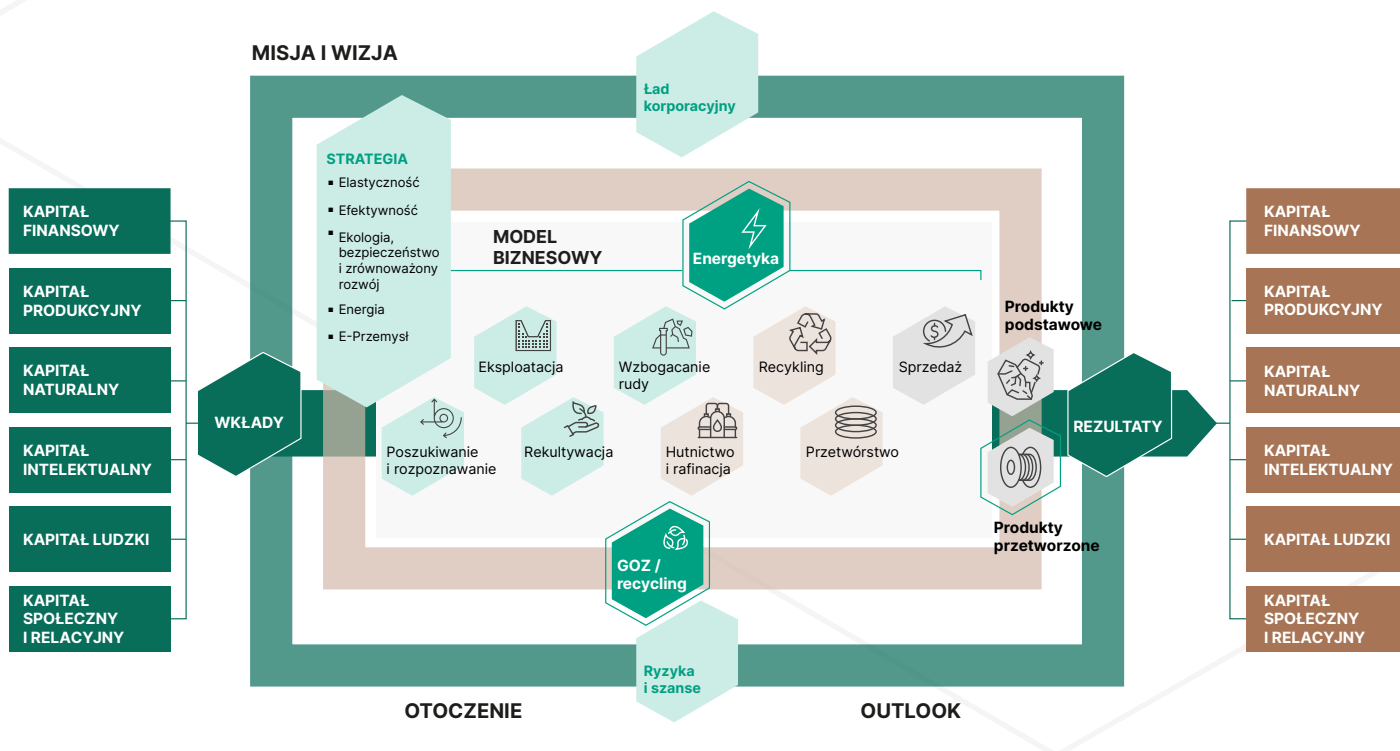 MISJA I WIZJA
Ład
korporacyjny
STRATEGIA
▪ Elastyczność
▪ Efektywność
▪ Ekologia,
bezpieczeństwo
i zrównoważony
rozwój
▪ Energia
▪ E-Przemysł
KAPITAŁ
FINANSOWY
KAPITAŁ
PRODUKCYJNY
KAPITAŁ
NATURALNY
KAPITAŁ
INTELEKTUALNY
KAPITAŁ LUDZKI
KAPITAŁ
SPOŁECZNY
I RELACYJNY
WKŁADY
MODEL
BIZNESOWY
Energetyka
Eksploatacja
Wzbogacanie
rudy
Recykling
Sprzedaż
Poszukiwanie
i rozpoznawanie
Rekultywacja
Hutnictwo
i rafinacja
Przetwórstwo
GOZ /
recykling
Produkty
podstawowe
Produkty
przetworzone
REZULTATY
KAPITAŁ
FINANSOWY
KAPITAŁ
PRODUKCYJNY
KAPITAŁ
NATURALNY
KAPITAŁ
INTELEKTUALNY
KAPITAŁ LUDZKI
KAPITAŁ
SPOŁECZNY
I RELACYJNY
Ryzyka
i szanse
OTOCZENIE
OUTLOOK